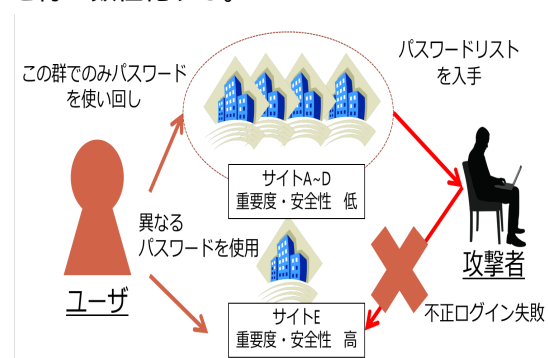 この群でのみパスワード
を使い回し
パスワードリスト
を入手
サイトA~D
重要度・安全性 低
異なる
パスワードを使用
ユーザ
攻撃者
サイトE
重要度・安全性 高
不正ログイン失敗